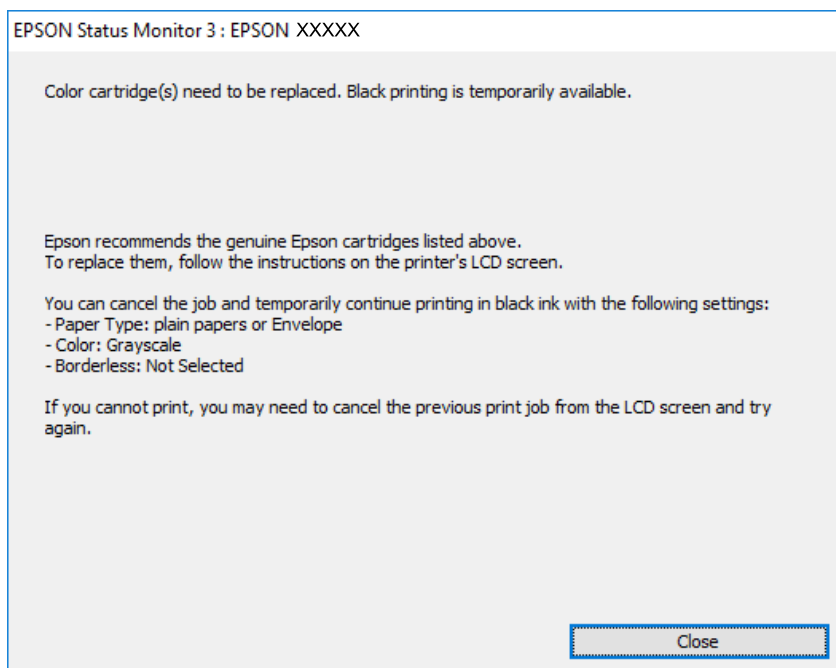 EPSON Status Monitor 3 : EPSON XXXXX
Color cartridge(s) need to be replaced. Black printing is temporarily available.
Epson recommends the genuine Epson cartridges listed above.
To replace them, follow the instructions on the printer's LCD screen.
You can cancel the job and temporarily continue printing in black ink with the following settings:
- Paper Type: plain papers or Envelope
- Color: Grayscale
- Borderless: Not Selected
If you cannot print, you may need to cancel the previous print job from the LCD screen and try
again.
Close